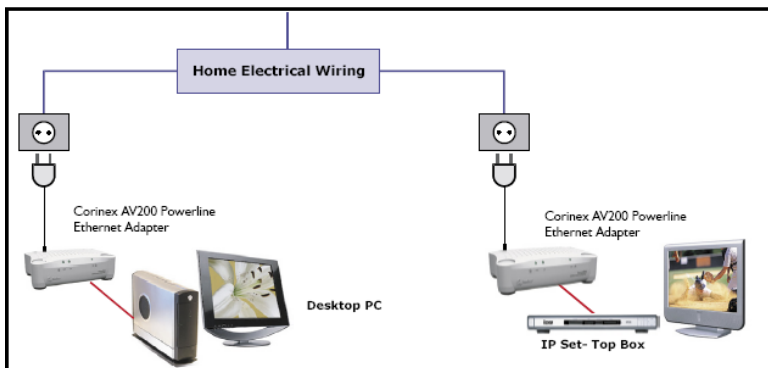 Home Electrical Wiring
Corinex AV200 Powerline
Ethernet Adapter
Corinex AV200 Powerline
Ethernet Adapter
Desktop PC
IP Set- Top Box